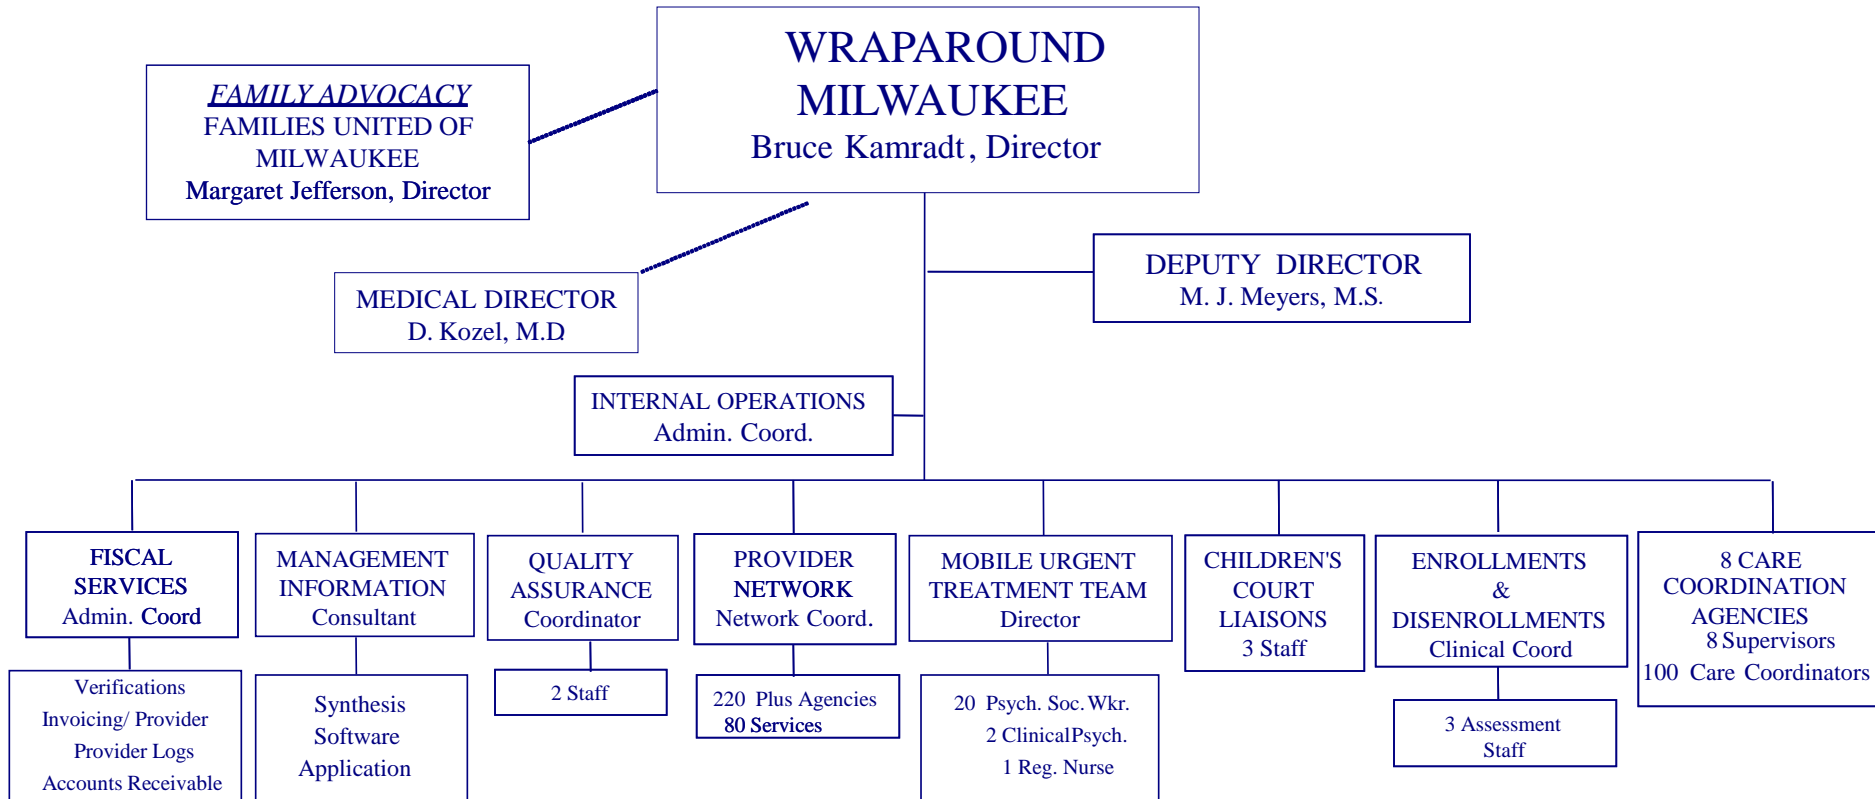 WRAPAROUND
MILWAUKEE
Bruce Kamradt, Director
FAMILY ADVOCACY
FAMILIES UNITED OF
MILWAUKEE
Margaret Jefferson, Director
DEPUTY DIRECTOR
M. J. Meyers, M.S.
MEDICAL DIRECTOR
D. Kozel, M.D.
INTERNAL OPERATIONS
Admin. Coord.
FISCAL
SERVICES
Admin. Coord
Verifications
Invoicing/ Provider
Provider Logs
Accounts Receivable
MANAGEMENT
INFORMATION
Consultant
Synthesis
Software
Application
QUALITY
ASSURANCE
Coordinator
2 Staff
PROVIDER
NETWORK
Network Coord.
220 Plus Agencies
80 Services
MOBILE URGENT
TREATMENT TEAM
Director
20 Psych. Soc. Wkr.
2 Clinical Psych.
1 Reg. Nurse
CHILDREN'S
COURT
LIAISONS
3 Staff
ENROLLMENTS
&
DISENROLLMENTS
Clinical Coord
3 Assessment
Staff
8 CARE
COORDINATION
AGENCIES
8 Supervisors
100 Care Coordinators